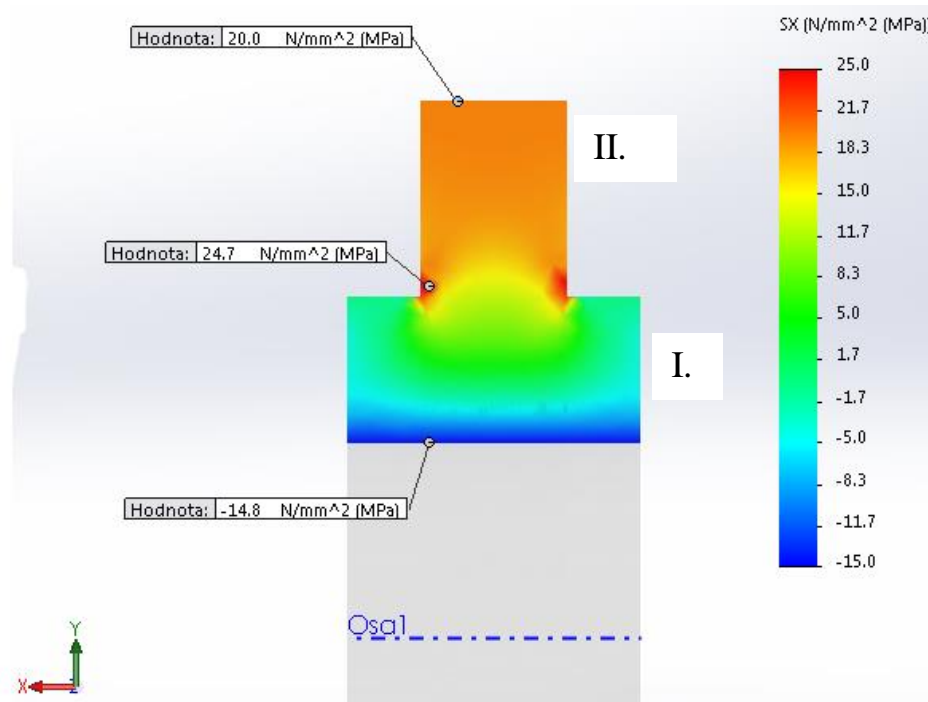 SX (N/mm^2 (MPa))
Hodnota: 20.0 N/mm^2 (MPa)
25.0
21.7
18.3
15.0
11.7
8.3
5.0
1.7
-1.7
-5.0
-8.3
-11.7
-15.0
II.
Hodnota: 24.7 N/mm^2 (MPa)
I.
Hodnota: -14.8 N/mm^2 (MPa)
Osa1
Y
X
Z